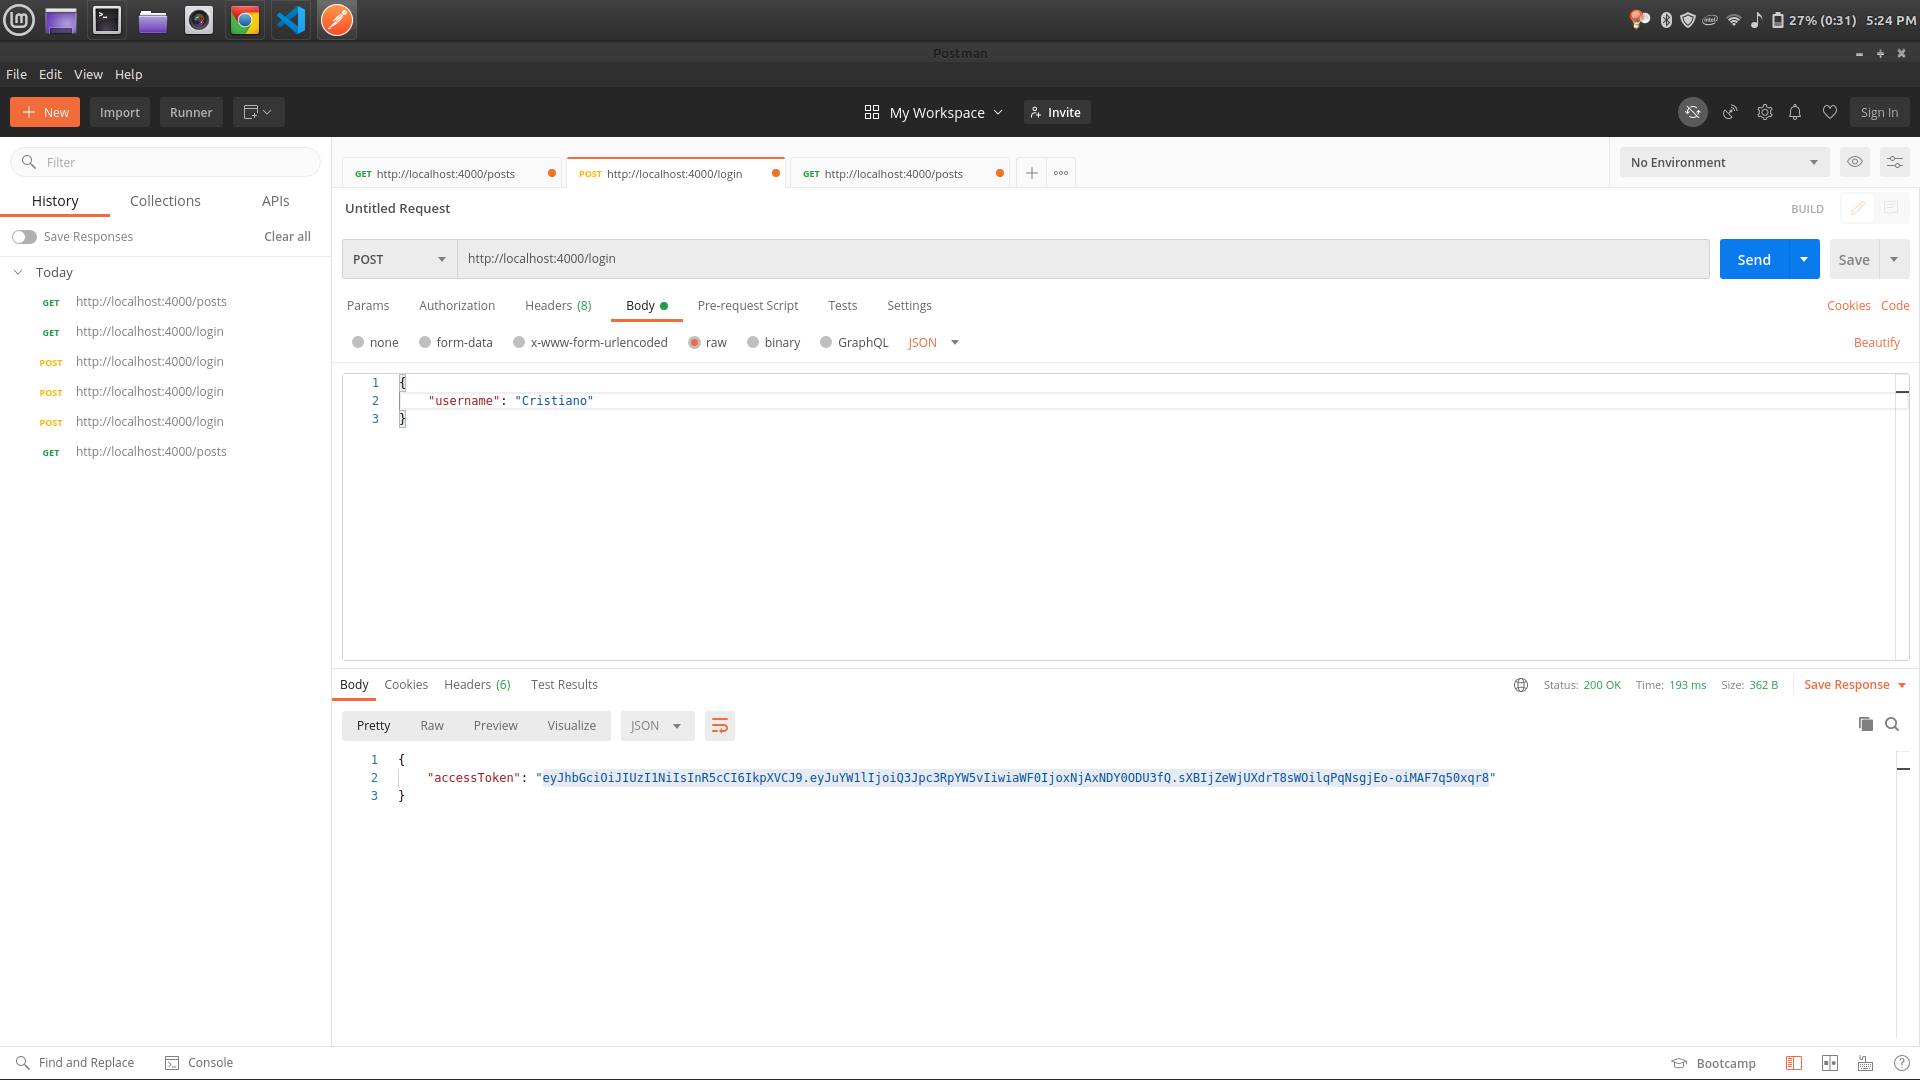 27% (0:31) 5:24 PM
Postman
File Edit View Help
New Import Runner My Workspace Invite Sign In
Filter
GET http://localhost:4000/posts POST http://localhost:4000/login GET http://localhost:4000/posts No Environment
History Collections APIs
Untitled Request BUILD
Save Responses Clear all
POST http://localhost:4000/login Send Save
Today
GET http://localhost:4000/posts
GET http://localhost:4000/login
POST http://localhost:4000/login
POST http://localhost:4000/login
POST http://localhost:4000/login
GET http://localhost:4000/posts
Params Authorization Headers (8) Body Pre-request Script Tests Settings Cookies Code
none form-data x-www-form-urlencoded raw binary GraphQL JSON Beautify
1 {
2 "username": "Cristiano"
3 }
Body Cookies Headers (6) Test Results Status: 200 OK Time: 193 ms Size: 362 B Save Response
Pretty Raw Preview Visualize JSON
1 {
2 "accessToken": "eyJhbGciOiJIUzI1NiIsInR5cCI6IkpXVCJ9.eyJuYW1lIjoiQ3Jpc3RpYW5vIiwiaWF0IjoxNjAxNDY0ODU3fQ.sXBIjZeWjUXdrT8sWOilqPqNsgjEo-oiMAF7q50xqr8"
3 }
Find and Replace Console Bootcamp